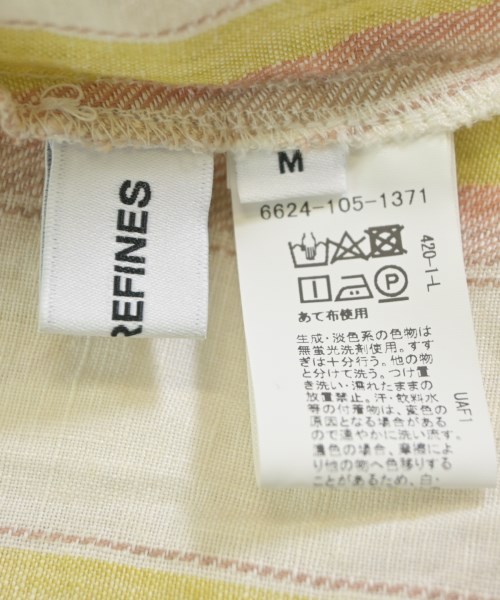 REFINES
M
6624-105-1371
420-1-L
P
あて布使用
生成・淡色系の色物は
無蛍光洗剤使用。すす
ぎは十分行う。他の物
と分けて洗う。つけ置
き洗い・濡れたままの
放置禁止。汗・飲料水
等の付着物は、変色の
原因となる場合がある
ので速やかに洗い流す。
濃色の場合、摩擦によ
り他の物へ色移りする
ことがあるため、白・
UAF1